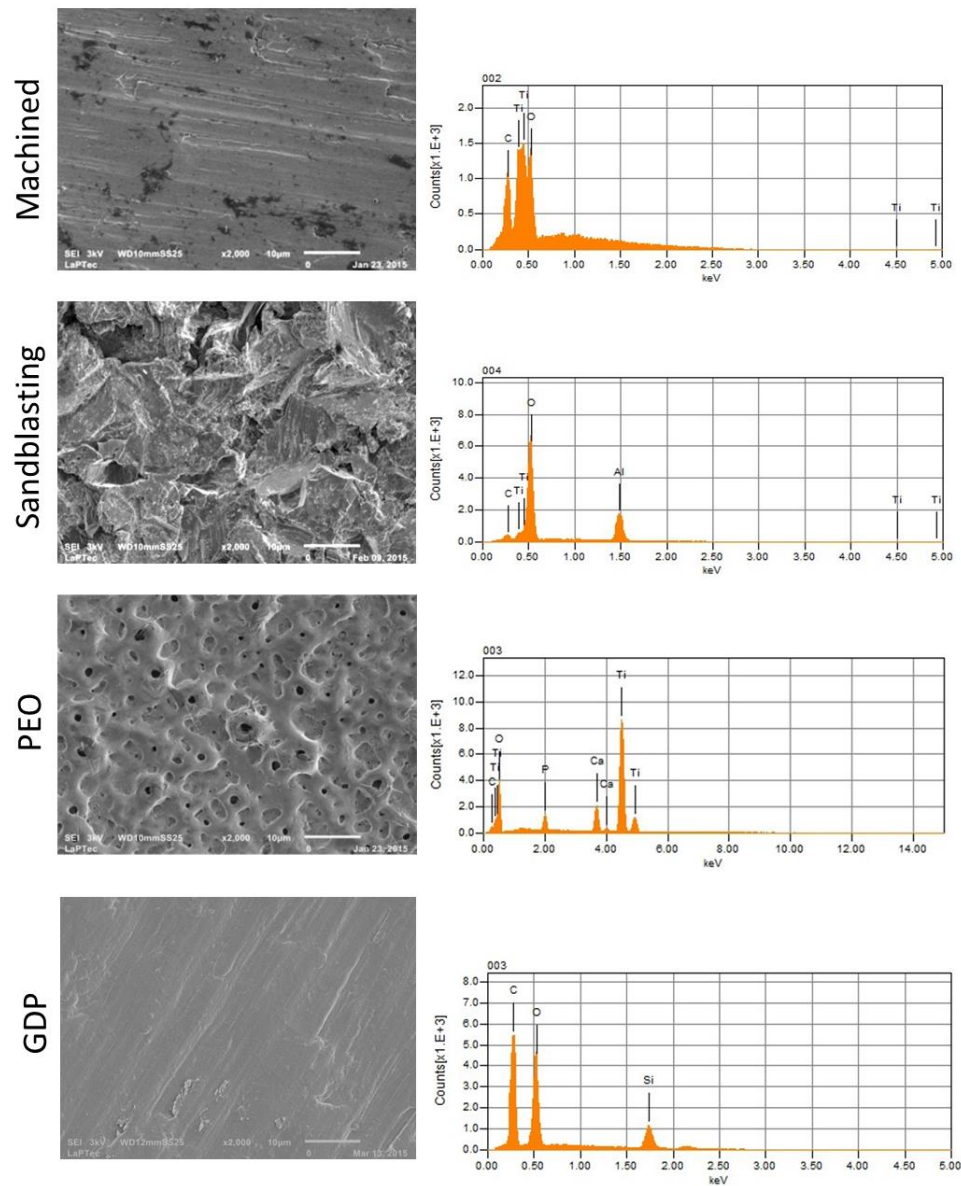 Machined
SEI 3kV WD10mmSS25 x2,000 10µm
LaPTec 0 Jan 23, 2015
002
Counts[x1.E+3]
2.0
1.5
1.0
0.5
0.0
C Ti Ti O Ti Ti
0.00 0.50 1.00 1.50 2.00 2.50 3.00 3.50 4.00 4.50 5.00
keV
Sandblasting
SEI 3kV WD10mmSS25 x2,000 10µm
LaPTec 0 Feb 09, 2015
004
Counts[x1.E+3]
10.0
8.0
6.0
4.0
2.0
0.0
C Ti Ti O Al Ti Ti
0.00 0.50 1.00 1.50 2.00 2.50 3.00 3.50 4.00 4.50 5.00
keV
PEO
SEI 3kV WD10mmSS25 x2,000 10µm
LaPTec 0 Jan 23, 2015
003
Counts[x1.E+3]
12.0
10.0
8.0
6.0
4.0
2.0
0.0
C Ti Ti O P Ca Ca Ti Ti
0.00 2.00 4.00 6.00 8.00 10.00 12.00 14.00
keV
GDP
SEI 3kV WD12mmSS25 x2,000 10µm
LaPTec 0 Mar 13, 2015
003
Counts[x1.E+3]
8.0
7.0
6.0
5.0
4.0
3.0
2.0
1.0
0.0
C O Si
0.00 0.50 1.00 1.50 2.00 2.50 3.00 3.50 4.00 4.50 5.00
keV